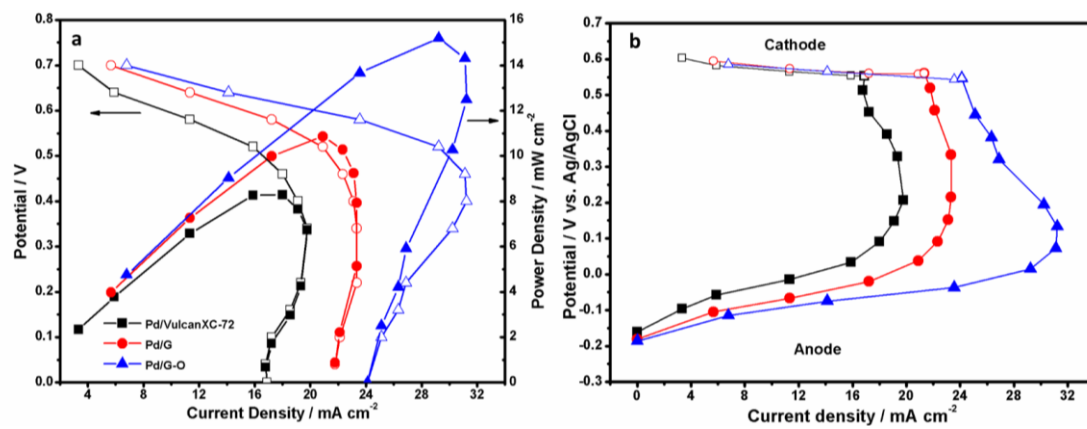 a
0.8
0.7
0.6
0.5
0.4
0.3
0.2
0.1
0.0
Potential / V
16
14
12
10
8
6
4
2
0
Power Density / mW cm⁻²
Pd/VulcanXC-72
Pd/G
Pd/G-O
4 8 12 16 20 24 28 32 36
Current Density / mA cm⁻²
b
0.7
0.6
0.5
0.4
0.3
0.2
0.1
0.0
-0.1
-0.2
-0.3
Potential / V vs. Ag/AgCl
Cathode
Anode
0 4 8 12 16 20 24 28 32
Current density / mA cm⁻²